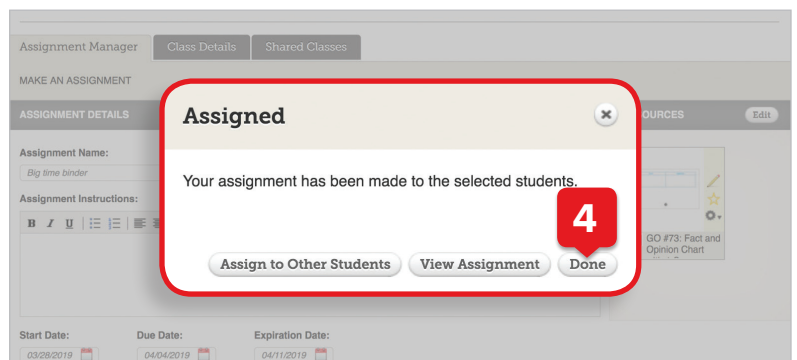 Assignment Manager Class Details Shared Classes
MAKE AN ASSIGNMENT
ASSIGNMENT DETAILS
OURCES Edit
Assigned
Assignment Name:
Big time binder
Your assignment has been made to the selected students.
Assignment Instructions:
B I U
4
GO #73: Fact and
Opinion Chart
Assign to Other Students View Assignment Done
Start Date: Due Date: Expiration Date:
03/28/2019 04/04/2019 04/11/2019